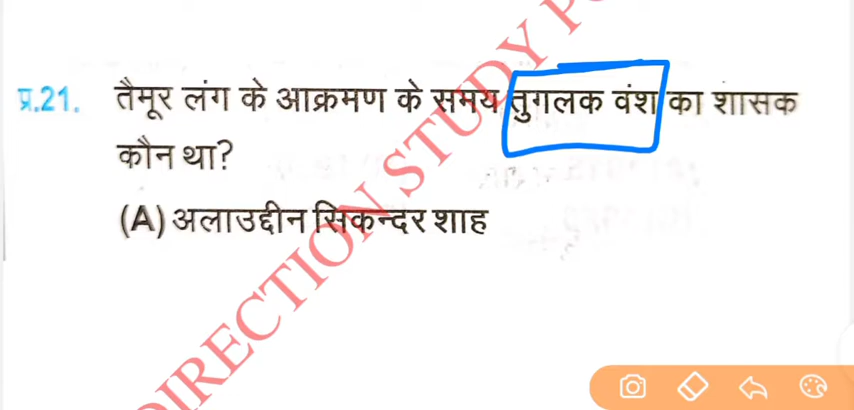 प्र.21. तैमूर लंग के आक्रमण के समय तुगलक वंश का शासक
कौन था?
(A) अलाउद्दीन सिकन्दर शाह
DIRECTION STUDY P